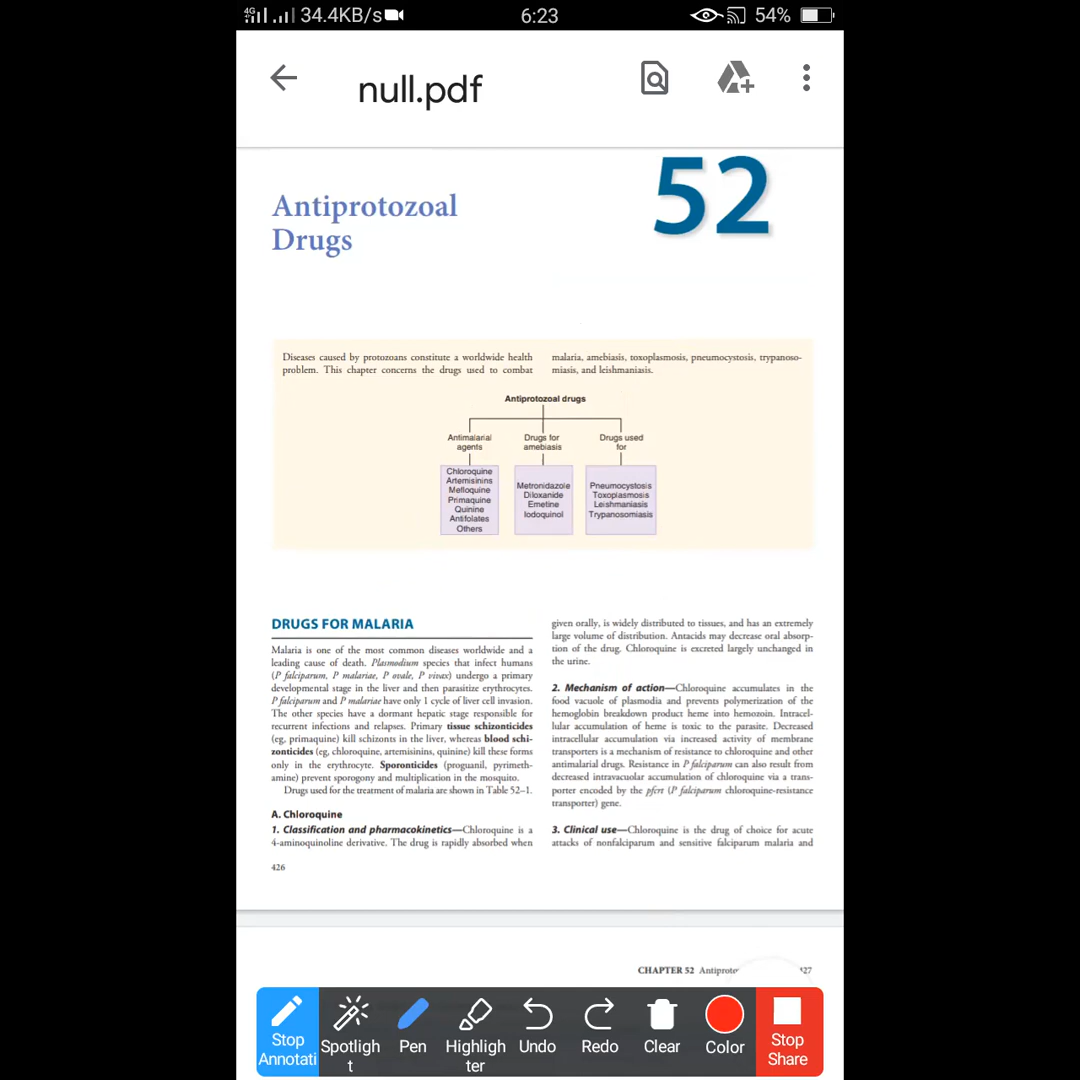 4G 34.4KB/s 6:23 54%
null.pdf
52
Antiprotozoal
Drugs
Diseases caused by protozoans constitute a worldwide health
problem. This chapter concerns the drugs used to combat
malaria, amebiasis, toxoplasmosis, pneumocystosis, trypanoso-
miasis, and leishmaniasis.
Antiprotozoal drugs
Antimalarial
agents
Drugs for
amebiasis
Drugs used
for
Chloroquine
Artemisinins
Mefloquine
Primaquine
Quinine
Antifolates
Others
Metronidazole
Diloxanide
Emetine
Iodoquinol
Pneumocystosis
Toxoplasmosis
Leishmaniasis
Trypanosomiasis
DRUGS FOR MALARIA
Malaria is one of the most common diseases worldwide and a
leading cause of death. Plasmodium species that infect humans
(P falciparum, P malariae, P ovale, P vivax) undergo a primary
developmental stage in the liver and then parasitize erythrocytes.
P falciparum and P malariae have only 1 cycle of liver cell invasion.
The other species have a dormant hepatic stage responsible for
recurrent infections and relapses. Primary tissue schizonticides
(eg, primaquine) kill schizonts in the liver, whereas blood schi-
zonticides (eg, chloroquine, artemisinins, quinine) kill these forms
only in the erythrocyte. Sporonticides (proguanil, pyrimeth-
amine) prevent sporogony and multiplication in the mosquito.
Drugs used for the treatment of malaria are shown in Table 52–1.
A. Chloroquine
1. Classification and pharmacokinetics—Chloroquine is a
4-aminoquinoline derivative. The drug is rapidly absorbed when
426
given orally, is widely distributed to tissues, and has an extremely
large volume of distribution. Antacids may decrease oral absorp-
tion of the drug. Chloroquine is excreted largely unchanged in
the urine.
2. Mechanism of action—Chloroquine accumulates in the
food vacuole of plasmodia and prevents polymerization of the
hemoglobin breakdown product heme into hemozoin. Intracel-
lular accumulation of heme is toxic to the parasite. Decreased
intracellular accumulation via increased activity of membrane
transporters is a mechanism of resistance to chloroquine and other
antimalarial drugs. Resistance in P falciparum can also result from
decreased intravacuolar accumulation of chloroquine via a trans-
porter encoded by the pfcrt (P falciparum chloroquine-resistance
transporter) gene.
3. Clinical use—Chloroquine is the drug of choice for acute
attacks of nonfalciparum and sensitive falciparum malaria and
CHAPTER 52 Antiproto 427
Stop
Annotati
Spotligh
t
Pen
Highligh
ter
Undo
Redo
Clear
Color
Stop
Share